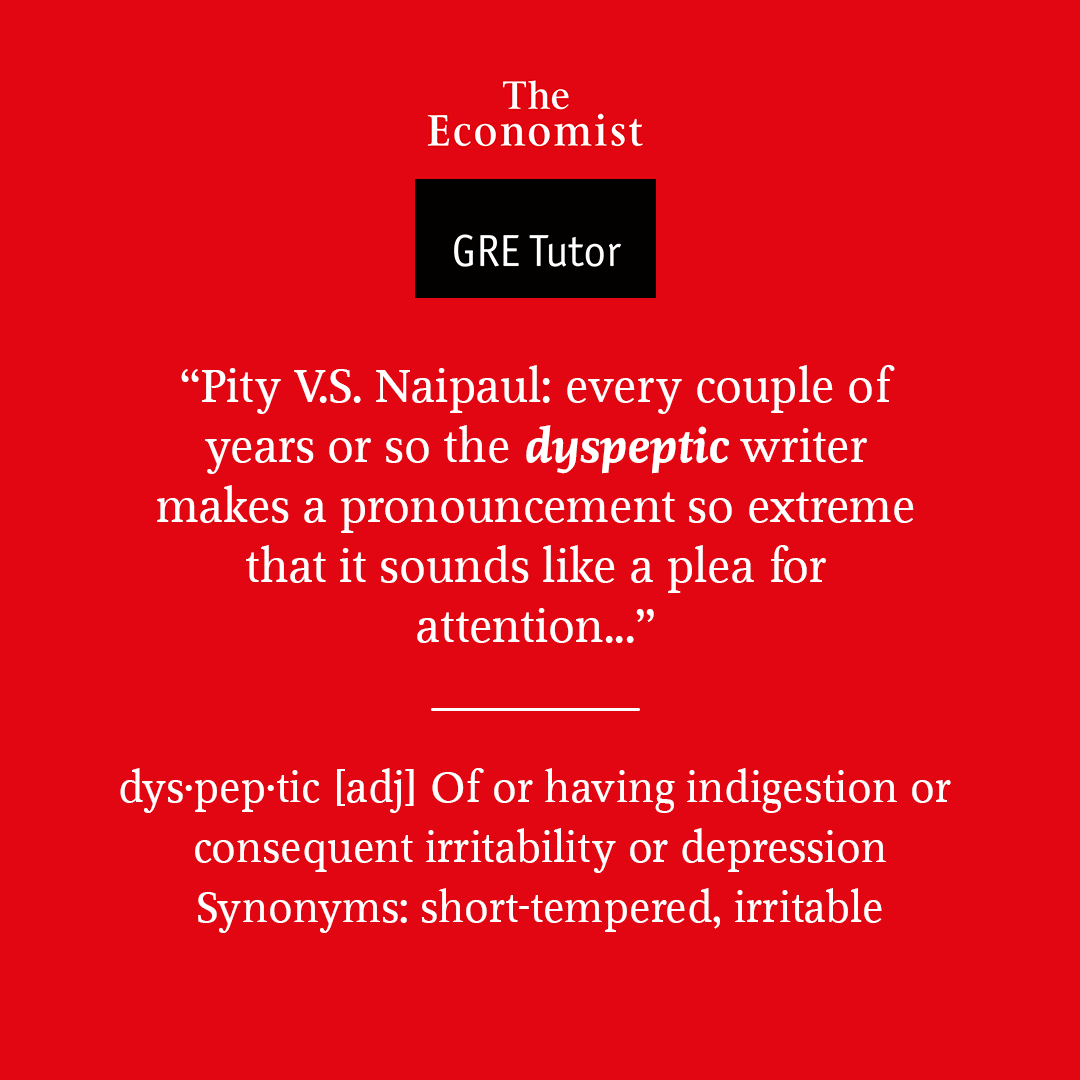 The
Economist
GRE Tutor
“Pity V.S. Naipaul: every couple of
years or so the dyspeptic writer
makes a pronouncement so extreme
that it sounds like a plea for
attention...”
dys·pep·tic [adj] Of or having indigestion or
consequent irritability or depression
Synonyms: short-tempered, irritable